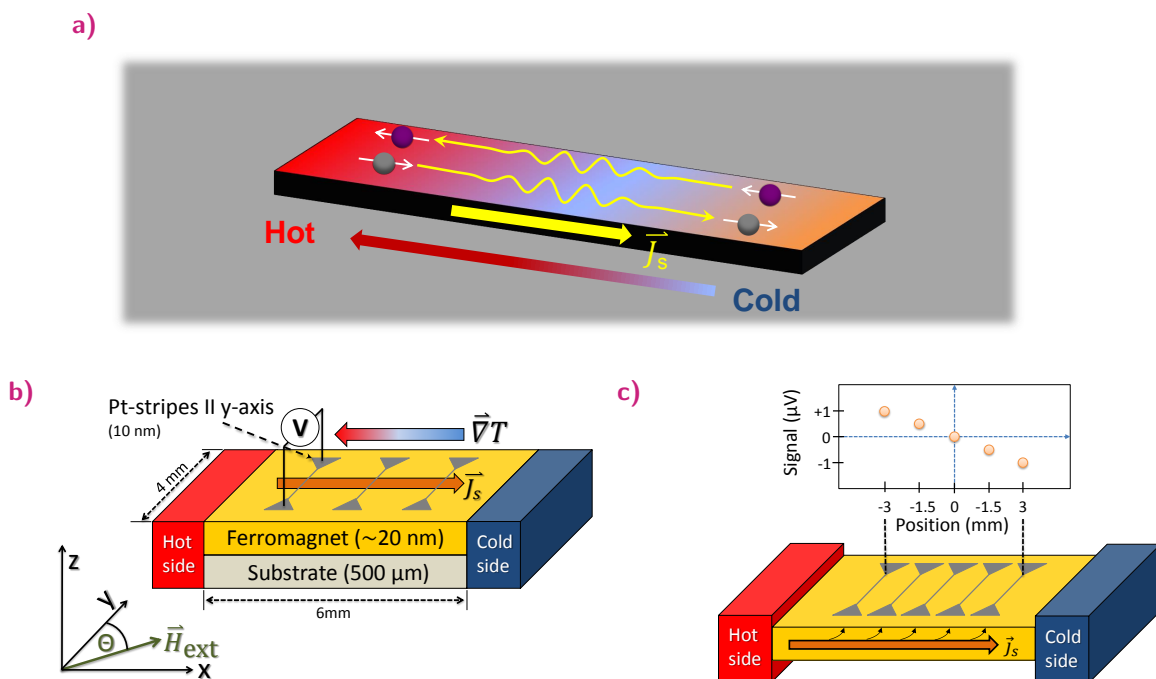 a)
Hot
J s
Cold
b)
Pt-stripes II y-axis
(10 nm)
V
∇T
4 mm
J s
Hot
side
Ferromagnet (~20 nm)
Substrate (500 µm)
Cold
side
6mm
Z
y
Θ
H ext
X
c)
Signal (µV)
+1
0
-1
-3 -1.5 0 -1.5 3
Position (mm)
Hot
side
J s
Cold
side